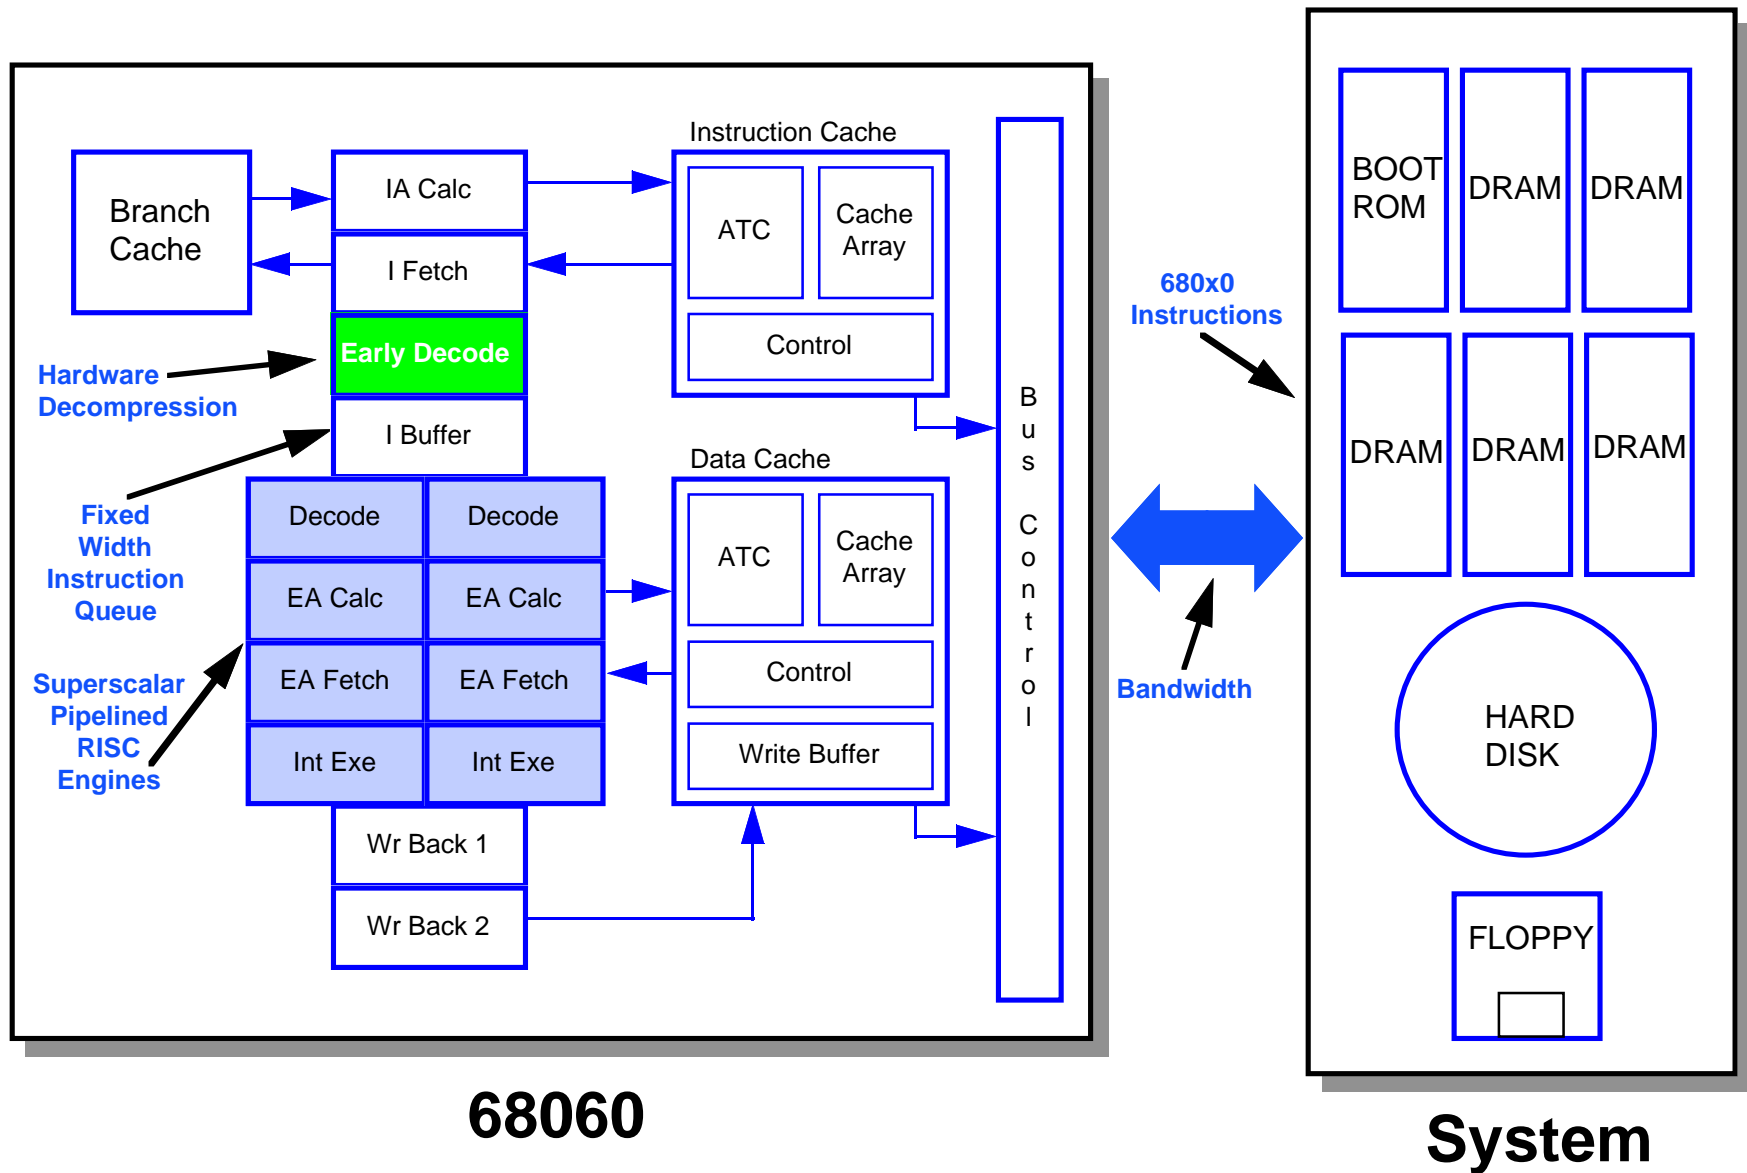 Instruction Cache
Branch
Cache
IA Calc
I Fetch
Early Decode
I Buffer
ATC
Cache
Array
Control
Hardware
Decompression
Fixed
Width
Instruction
Queue
Superscalar
Pipelined
RISC
Engines
Decode
Decode
EA Calc
EA Calc
EA Fetch
EA Fetch
Int Exe
Int Exe
Wr Back 1
Wr Back 2
Data Cache
ATC
Cache
Array
Control
Write Buffer
B
u
s
C
o
n
t
r
o
l
680x0
Instructions
Bandwidth
BOOT
ROM
DRAM
DRAM
DRAM
DRAM
DRAM
HARD
DISK
FLOPPY
68060
System